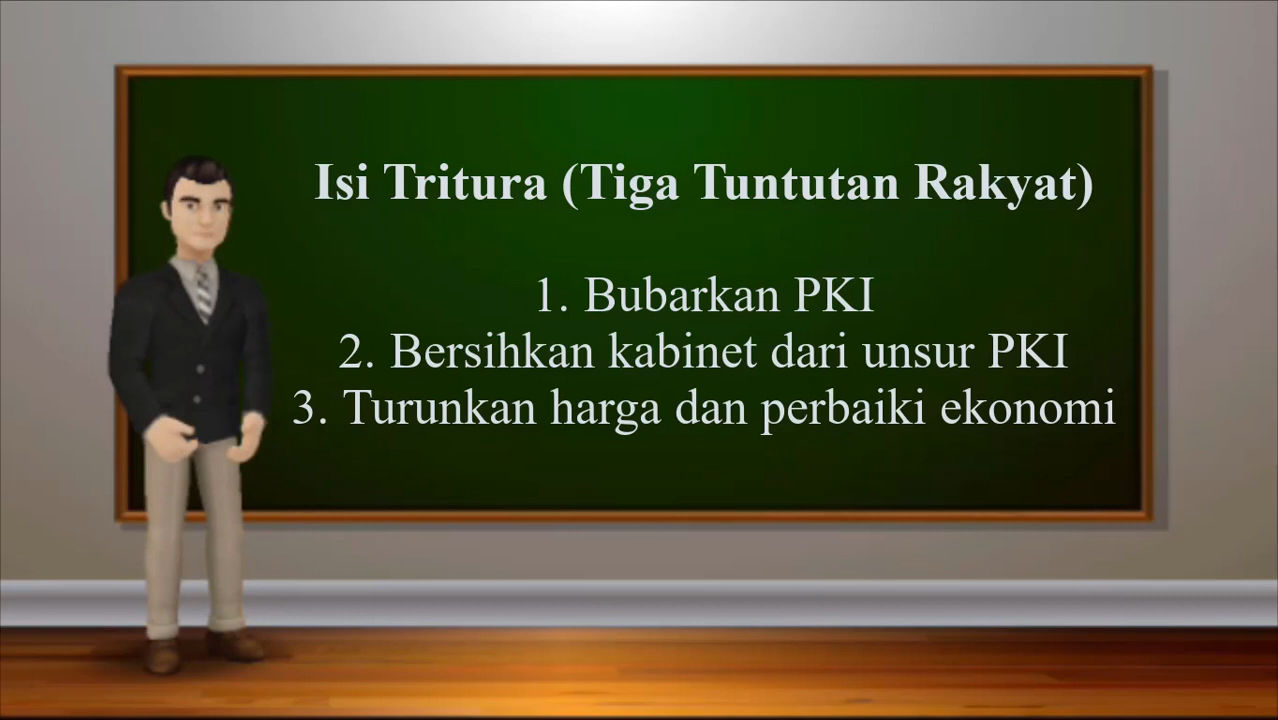 Isi Tritura (Tiga Tuntutan Rakyat)
1. Bubarkan PKI
2. Bersihkan kabinet dari unsur PKI
3. Turunkan harga dan perbaiki ekonomi